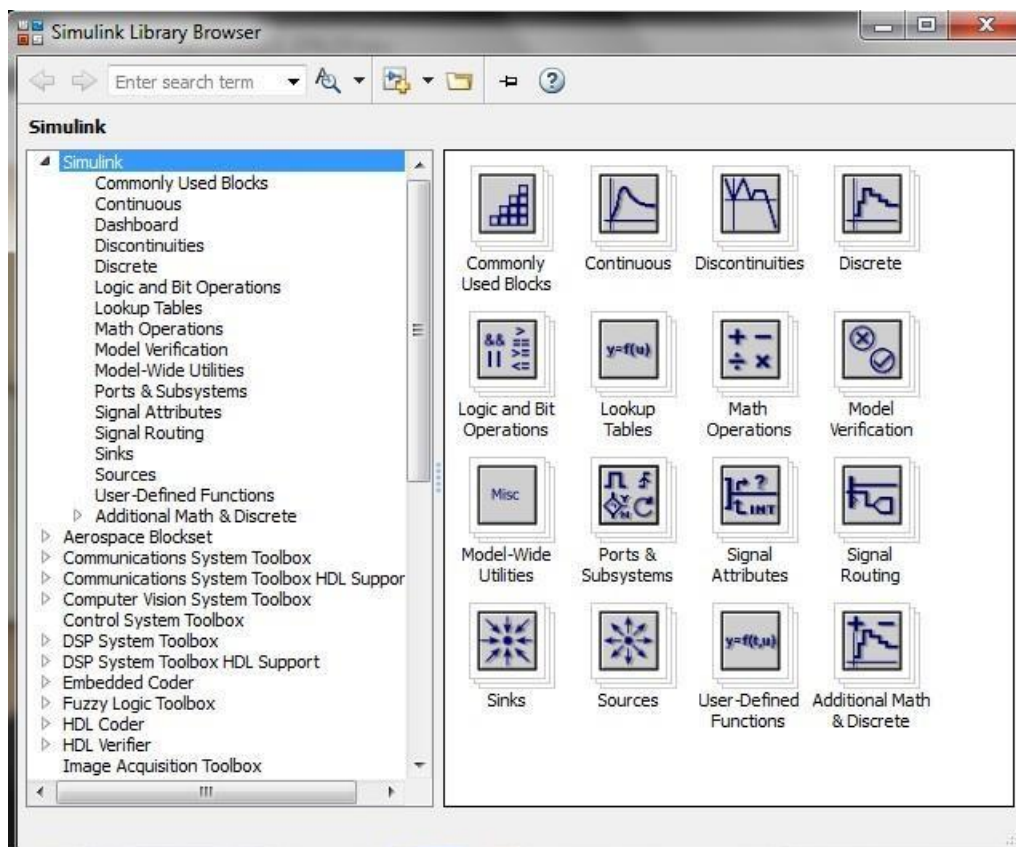 Simulink Library Browser
Enter search term
Simulink
Simulink
Commonly Used Blocks
Continuous
Dashboard
Discontinuities
Discrete
Logic and Bit Operations
Lookup Tables
Math Operations
Model Verification
Model-Wide Utilities
Ports & Subsystems
Signal Attributes
Signal Routing
Sinks
Sources
User-Defined Functions
Additional Math & Discrete
Aerospace Blockset
Communications System Toolbox
Communications System Toolbox HDL Suppor
Computer Vision System Toolbox
Control System Toolbox
DSP System Toolbox
DSP System Toolbox HDL Support
Embedded Coder
Fuzzy Logic Toolbox
HDL Coder
HDL Verifier
Image Acquisition Toolbox
Commonly
Used Blocks
Continuous
Discontinuities
Discrete
&& >
>=
|| <=
Logic and Bit
Operations
y=f(u)
Lookup
Tables
+ −
÷ ×
Math
Operations
Model
Verification
Misc
Model-Wide
Utilities
Y
N
Ports &
Subsystems
?
INT
Signal
Attributes
Signal
Routing
Sinks
Sources
y=f(t,u)
User-Defined
Functions
+ −
Additional Math
& Discrete